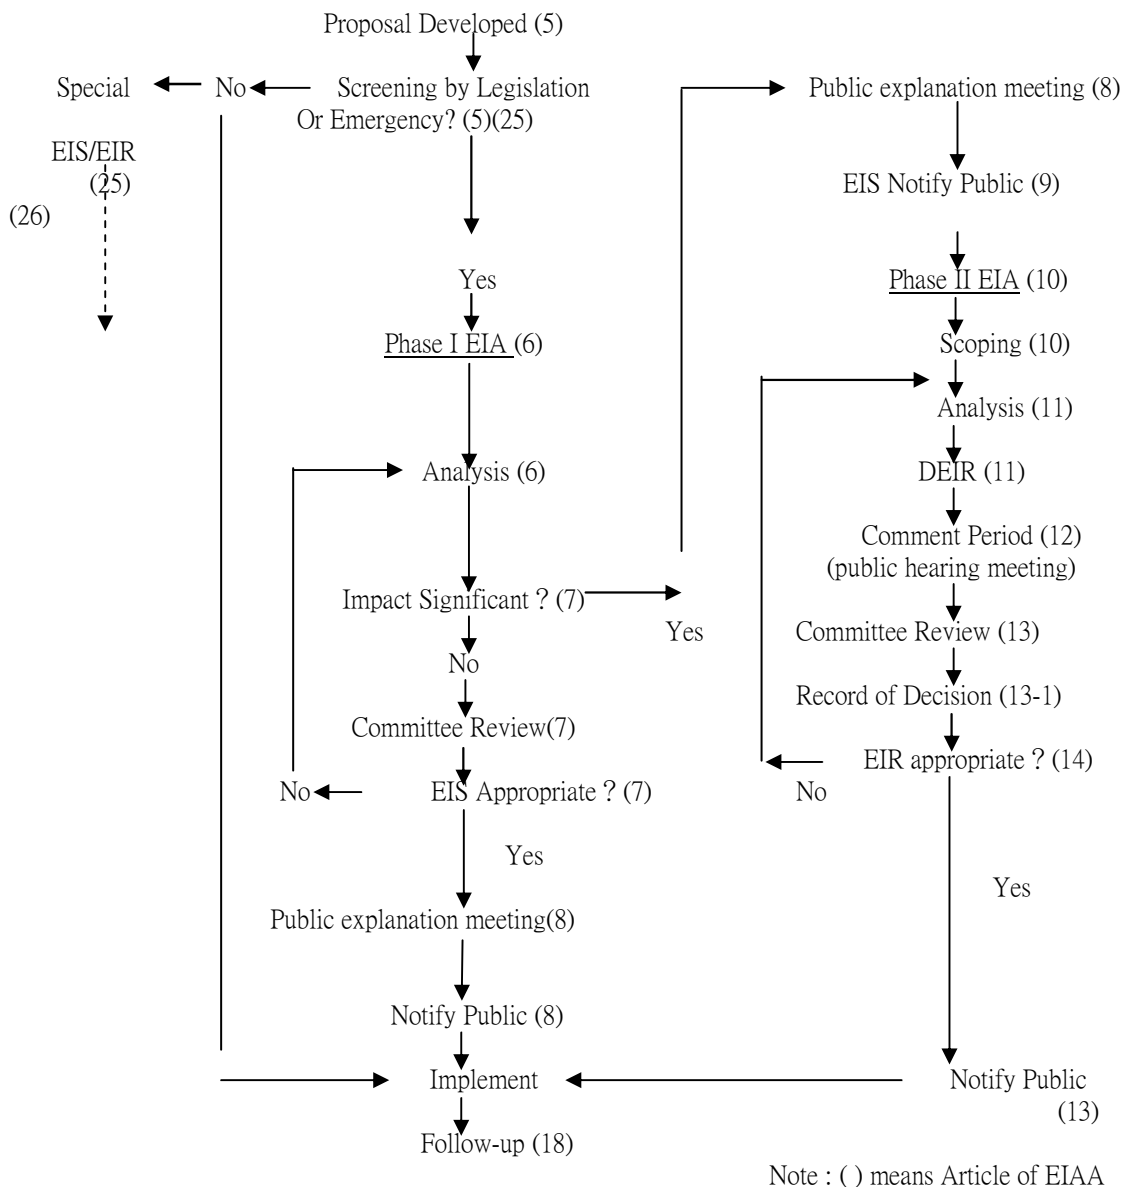 Proposal Developed (5)
Special
No
Screening by Legislation
Or Emergency? (5)(25)
EIS/EIR
(25)
(26)
Yes
Phase I EIA (6)
Analysis (6)
Impact Significant ? (7)
Yes
No
Committee Review(7)
No
EIS Appropriate ? (7)
Yes
Public explanation meeting(8)
Notify Public (8)
Implement
Follow-up (18)
Public explanation meeting (8)
EIS Notify Public (9)
Phase II EIA (10)
Scoping (10)
Analysis (11)
DEIR (11)
Comment Period (12)
(public hearing meeting)
Committee Review (13)
Record of Decision (13-1)
EIR appropriate ? (14)
No
Yes
Notify Public
(13)
Note : ( ) means Article of EIAA